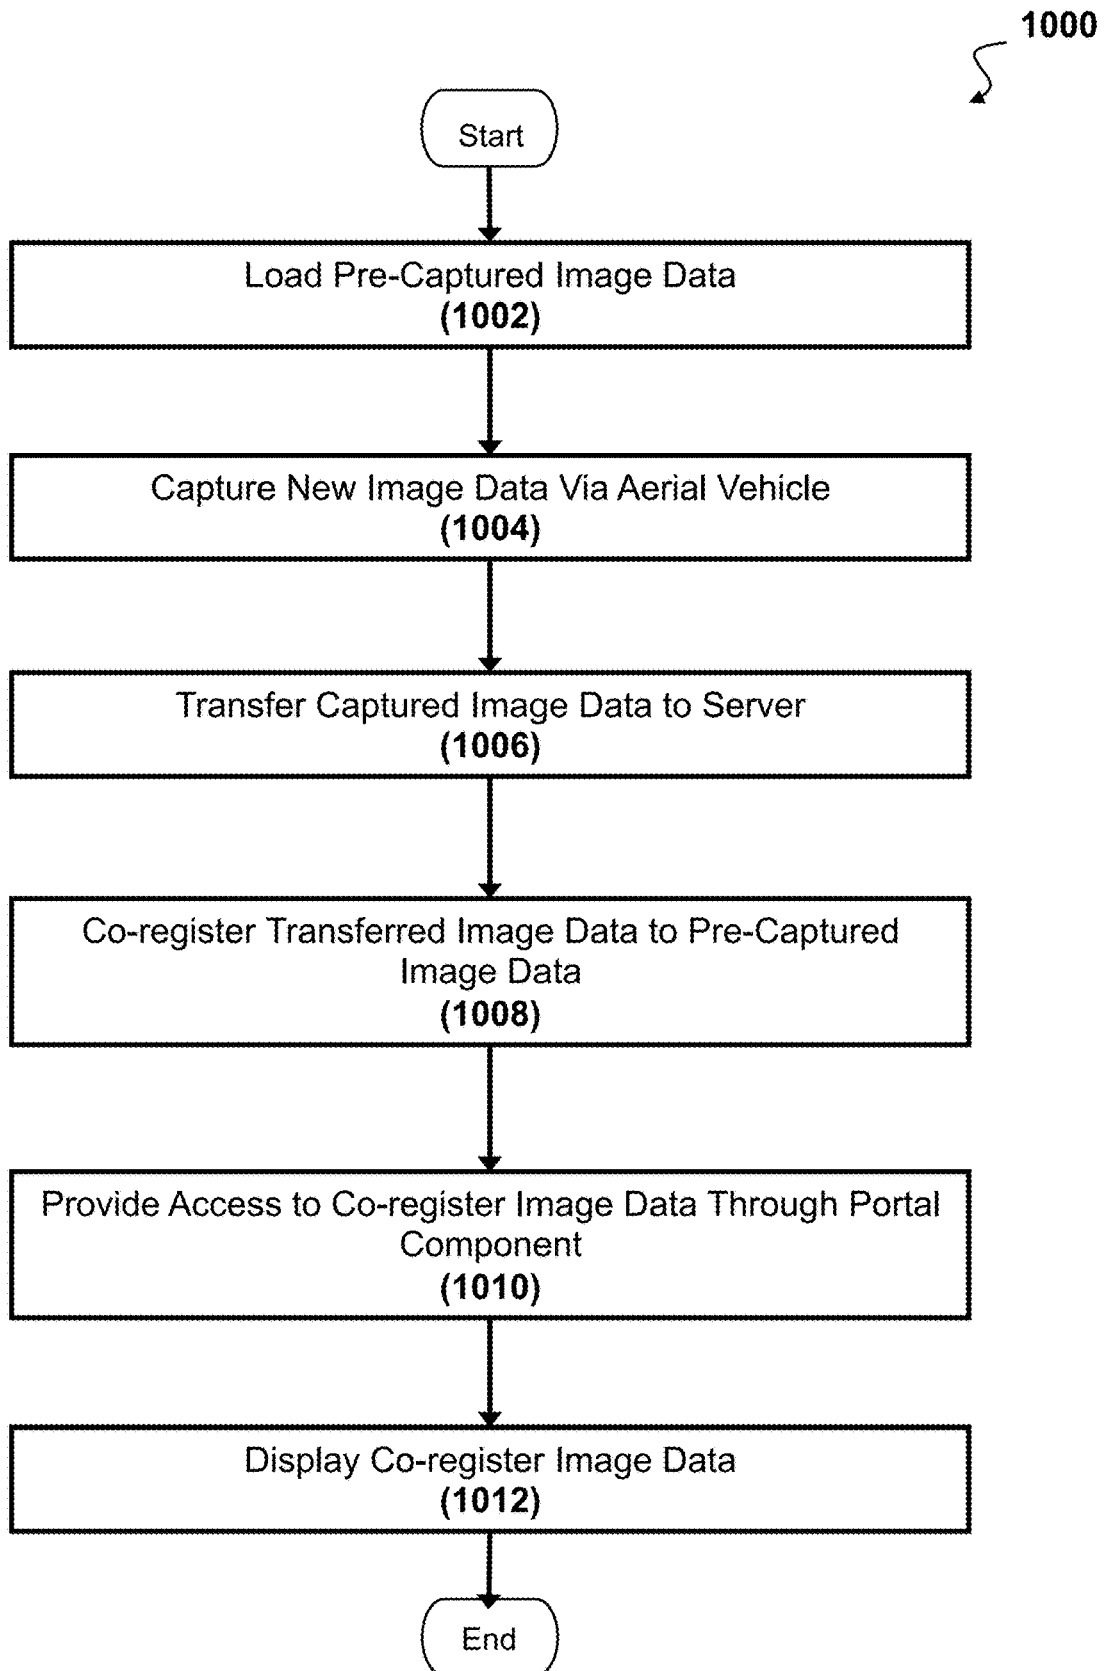 1000
Start
Load Pre-Captured Image Data
(1002)
Capture New Image Data Via Aerial Vehicle
(1004)
Transfer Captured Image Data to Server
(1006)
Co-register Transferred Image Data to Pre-Captured
Image Data
(1008)
Provide Access to Co-register Image Data Through Portal
Component
(1010)
Display Co-register Image Data
(1012)
End